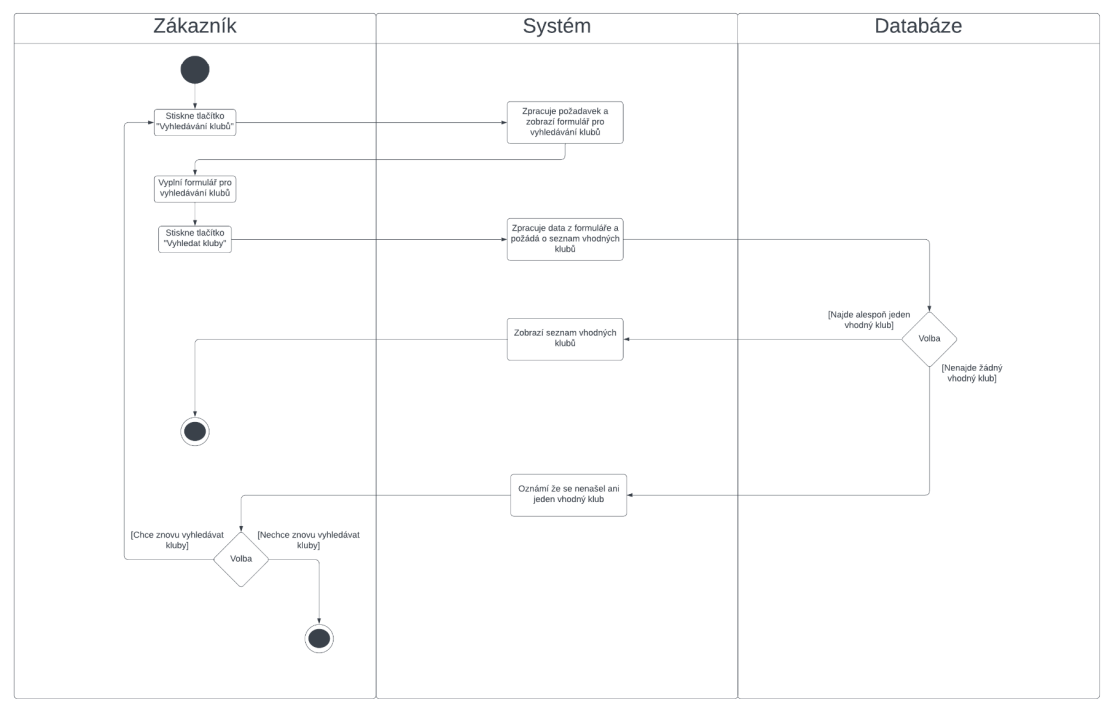 Zákazník
Systém
Databáze
Stiskne tlačítko
"Vyhledávání klubů"
Zpracuje požadavek a
zobrazí formulář pro
vyhledávání klubů
Vyplní formulář pro
vyhledávání klubů
Stiskne tlačítko
"Vyhledat kluby"
Zpracuje data z formuláře a
požádá o seznam vhodných
klubů
[Najde alespoň jeden
vhodný klub]
Volba
Zobrazí seznam vhodných
klubů
[Nenajde žádný
vhodný klub]
Oznámí že se nenašel ani
jeden vhodný klub
[Chce znovu vyhledávat
kluby]
[Nechce znovu vyhledávat
kluby]
Volba